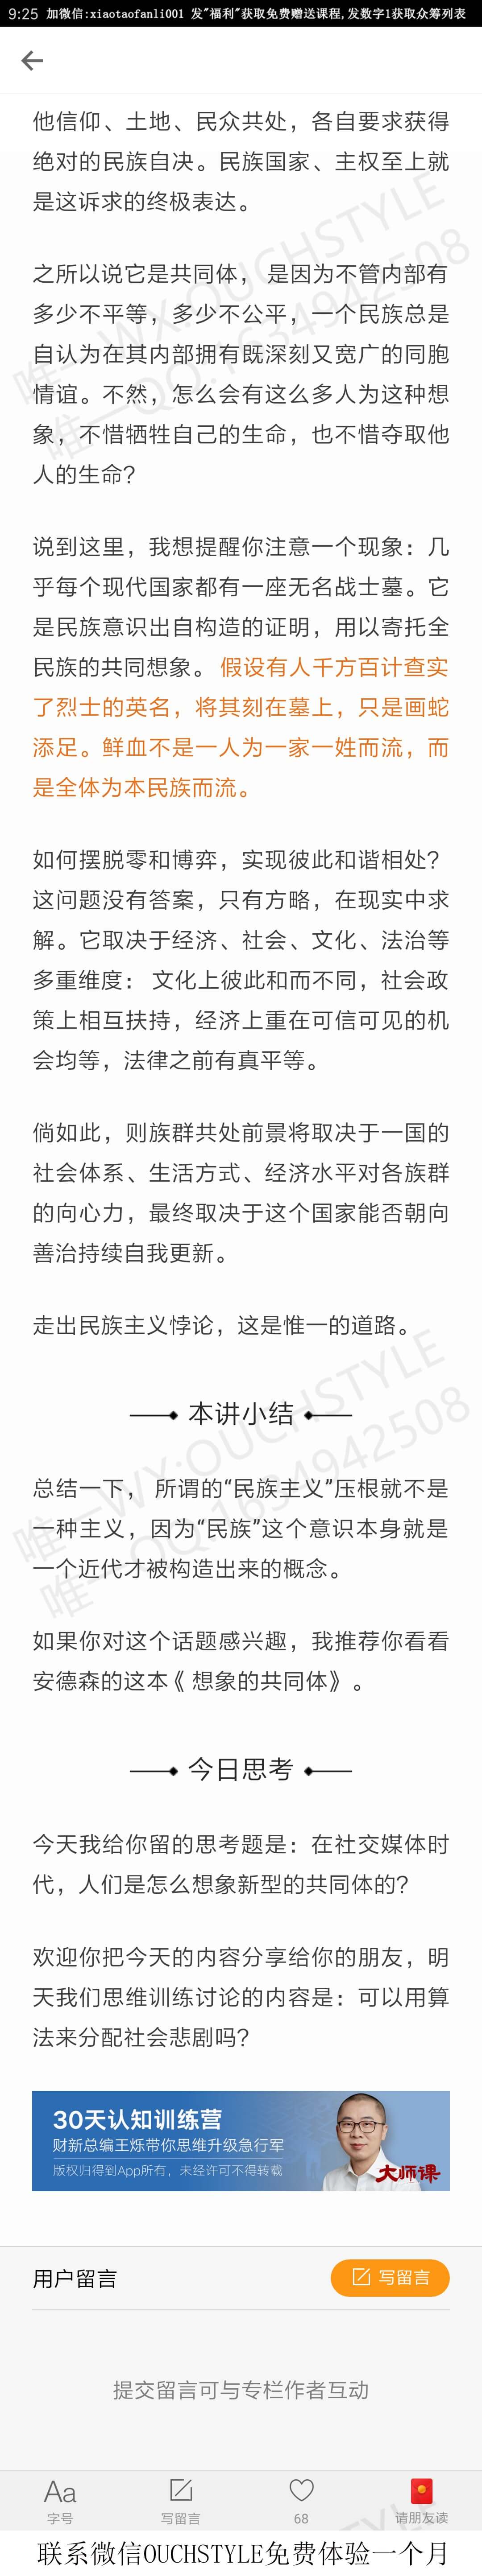 9:25 加微信:xiaotaofanli001 发"福利"获取免费赠送课程,发数字1获取众筹列表
他信仰、土地、民众共处，各自要求获得
绝对的民族自决。民族国家、主权至上就
是这诉求的终极表达。
之所以说它是共同体， 是因为不管内部有
多少不平等，多少不公平，一个民族总是
自认为在其内部拥有既深刻又宽广的同胞
情谊。不然，怎么会有这么多人为这种想
象，不惜牺牲自己的生命，也不惜夺取他
人的生命？
唯一WX:OUCHSTYLE
唯一QQ:1634942508
说到这里，我想提醒你注意一个现象：几
乎每个现代国家都有一座无名战士墓。它
是民族意识出自构造的证明，用以寄托全
民族的共同想象。 假设有人千方百计查实
了烈士的英名，将其刻在墓上，只是画蛇
添足。鲜血不是一人为一家一姓而流，而
是全体为本民族而流。
如何摆脱零和博弈，实现彼此和谐相处？
这问题没有答案，只有方略，在现实中求
解。它取决于经济、社会、文化、法治等
多重维度： 文化上彼此和而不同，社会政
策上相互扶持，经济上重在可信可见的机
会均等，法律之前有真平等。
倘如此，则族群共处前景将取决于一国的
社会体系、生活方式、经济水平对各族群
的向心力，最终取决于这个国家能否朝向
善治持续自我更新。
走出民族主义悖论，这是惟一的道路。
本讲小结
总结一下， 所谓的“民族主义”压根就不是
一种主义，因为“民族”这个意识本身就是
一个近代才被构造出来的概念。
唯一WX:OUCHSTYLE
唯一QQ:1634942508
如果你对这个话题感兴趣，我推荐你看看
安德森的这本《 想象的共同体》 。
今日思考
今天我给你留的思考题是：在社交媒体时
代，人们是怎么想象新型的共同体的？
欢迎你把今天的内容分享给你的朋友，明
天我们思维训练讨论的内容是：可以用算
法来分配社会悲剧吗？
30天认知训练营
财新总编王烁带你思维升级急行军
版权归得到App所有，未经许可不得转载
大师课
用户留言
写留言
提交留言可与专栏作者互动
Aa
字号
写留言
68
请朋友读
联系微信OUCHSTYLE免费体验一个月